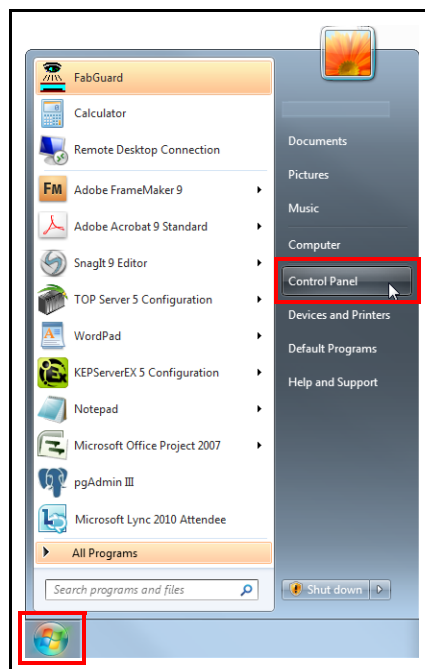 FabGuard
Calculator
Remote Desktop Connection
FM Adobe FrameMaker 9
Adobe Acrobat 9 Standard
SnagIt 9 Editor
TOP Server 5 Configuration
WordPad
KEPServerEX 5 Configuration
Notepad
Microsoft Office Project 2007
pgAdmin III
Microsoft Lync 2010 Attendee
All Programs
Search programs and files
Documents
Pictures
Music
Computer
Control Panel
Devices and Printers
Default Programs
Help and Support
Shut down